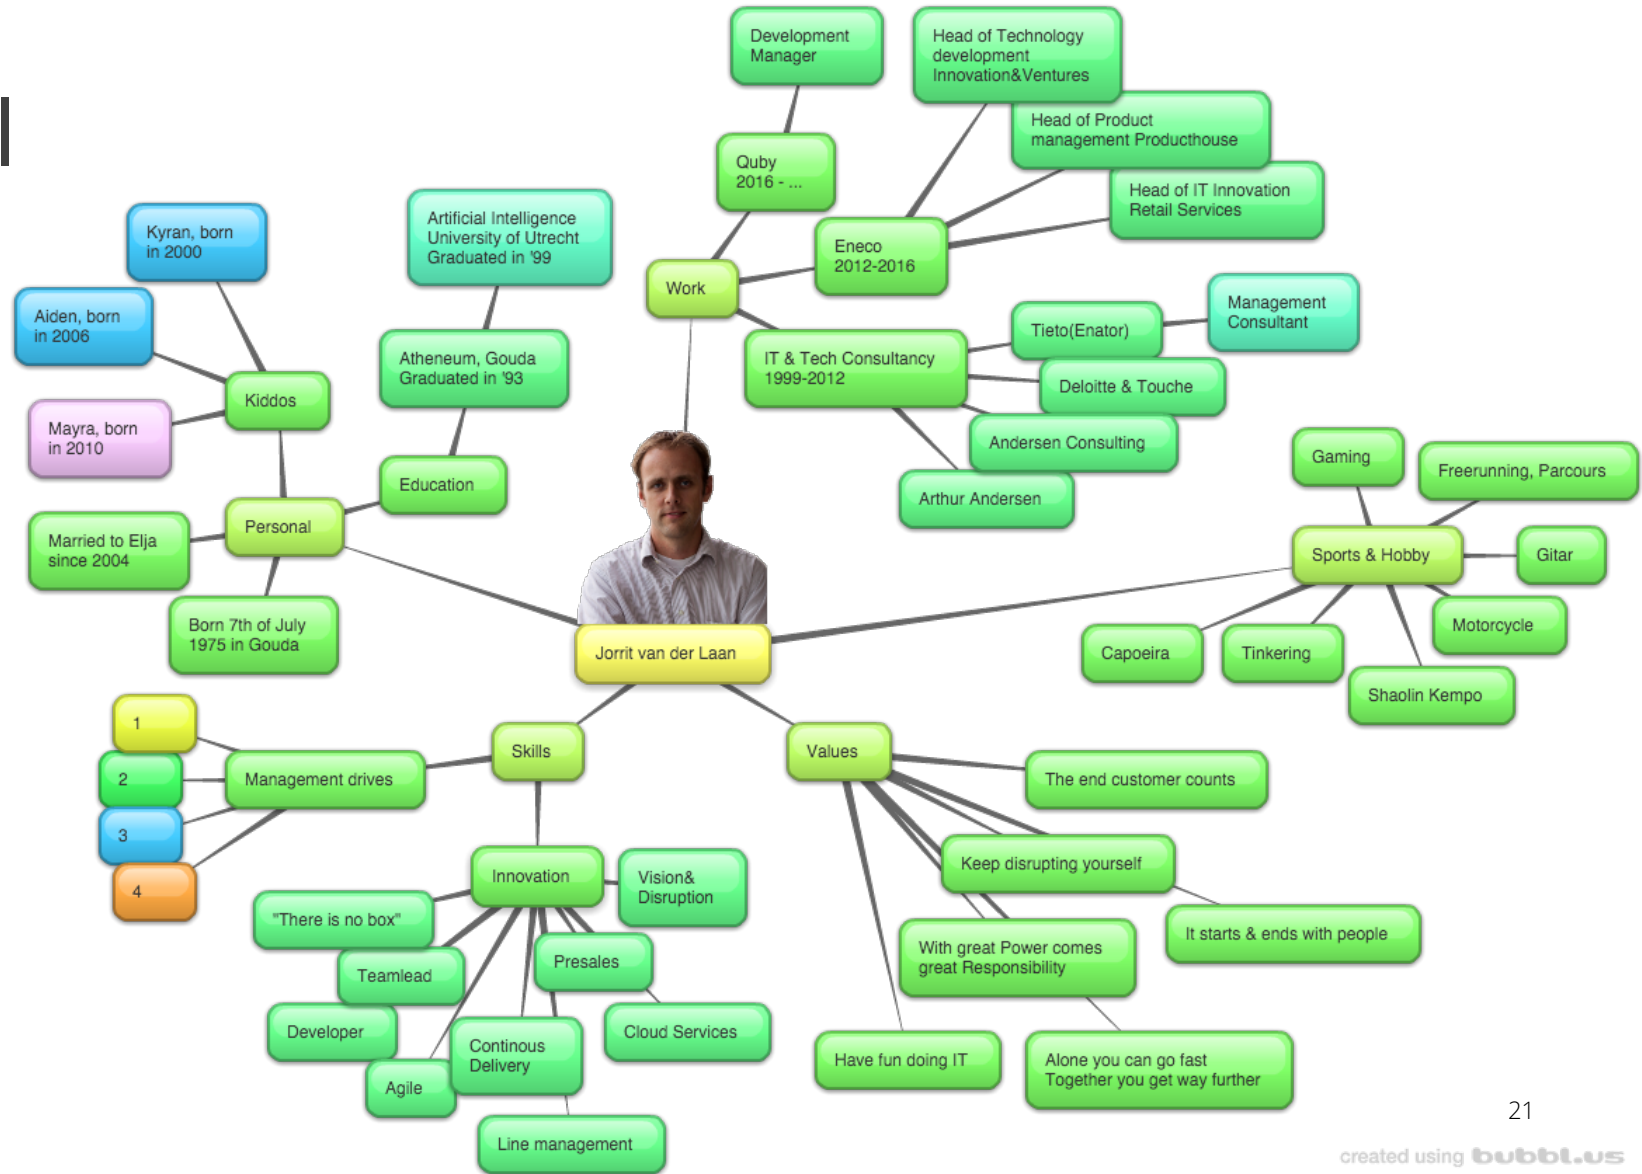 Development
Manager
Head of Technology
development
Innovation&Ventures
Head of Product
management Producthouse
Head of IT Innovation
Retail Services
Quby
2016 - ...
Eneco
2012-2016
Work
IT & Tech Consultancy
1999-2012
Tieto(Enator)
Management
Consultant
Deloitte & Touche
Andersen Consulting
Arthur Andersen
Kyran, born
in 2000
Aiden, born
in 2006
Mayra, born
in 2010
Kiddos
Artificial Intelligence
University of Utrecht
Graduated in '99
Atheneum, Gouda
Graduated in '93
Education
Personal
Married to Elja
since 2004
Born 7th of July
1975 in Gouda
Jorrit van der Laan
Gaming
Freerunning, Parcours
Sports & Hobby
Gitar
Motorcycle
Capoeira
Tinkering
Shaolin Kempo
Skills
Management drives
1
2
3
4
Innovation
Vision&
Disruption
"There is no box"
Teamlead
Presales
Developer
Continous
Delivery
Cloud Services
Agile
Line management
Values
The end customer counts
Keep disrupting yourself
It starts & ends with people
With great Power comes
great Responsibility
Have fun doing IT
Alone you can go fast
Together you get way further
21
created using bubbl.us